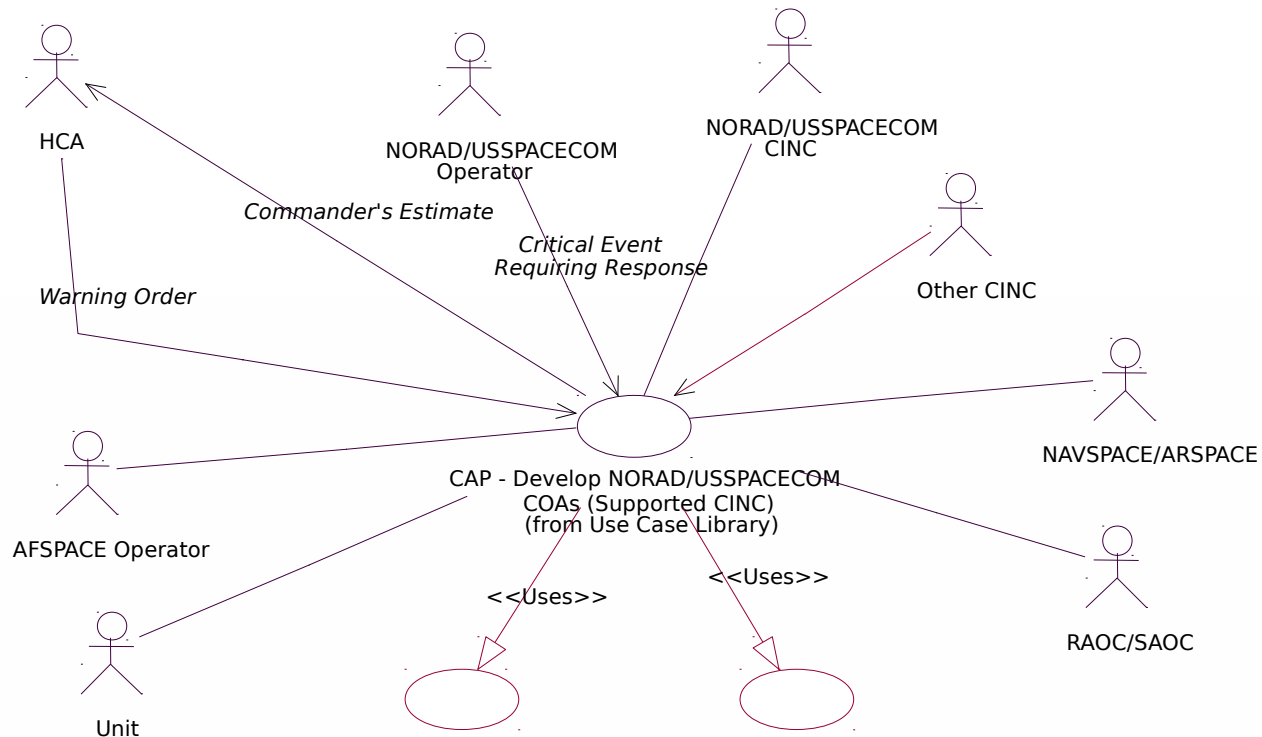 HCA
NORAD/USSPACECOM
Operator
NORAD/USSPACECOM
CINC
Commander's Estimate
Critical Event
Requiring Response
Warning Order
Other CINC
NAVSPACE/ARSPACE
CAP - Develop NORAD/USSPACECOM
COAs (Supported CINC)
(from Use Case Library)
AFSPACE Operator
<<Uses>>
<<Uses>>
RAOC/SAOC
Unit